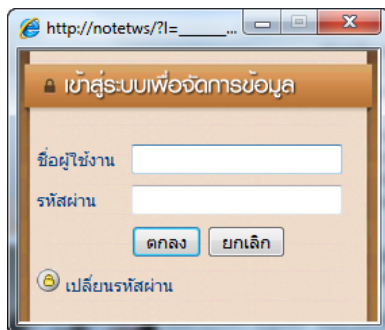 http://notetws/?l=______...
เข้าสู่ระบบเพื่อจัดการข้อมูล
ชื่อผู้ใช้งาน
รหัสผ่าน
ตกลง ยกเลิก
เปลี่ยนรหัสผ่าน